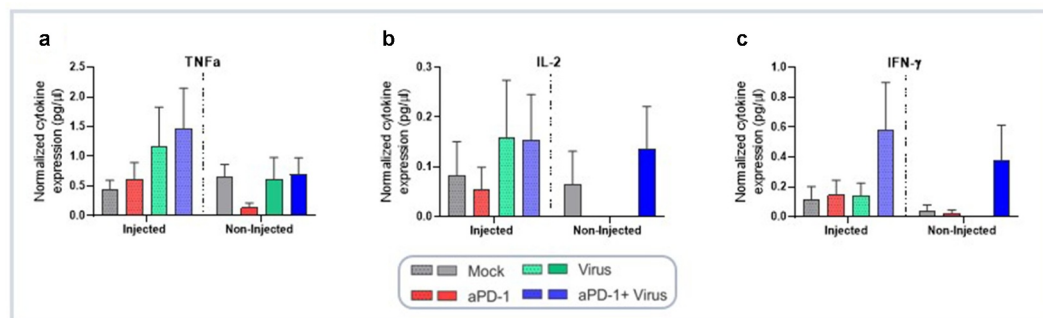 a
TNFa
Normalized cytokine
expression (pg/µl)
2.5
2.0
1.5
1.0
0.5
0.0
Injected
Non-Injected
b
IL-2
Normalized cytokine
expression (pg/µl)
0.3
0.2
0.1
0.0
Injected
Non-Injected
c
IFN-γ
Normalized cytokine
expression (pg/µl)
1.0
0.8
0.6
0.4
0.2
0.0
Injected
Non-Injected
Mock
Virus
aPD-1
aPD-1+ Virus